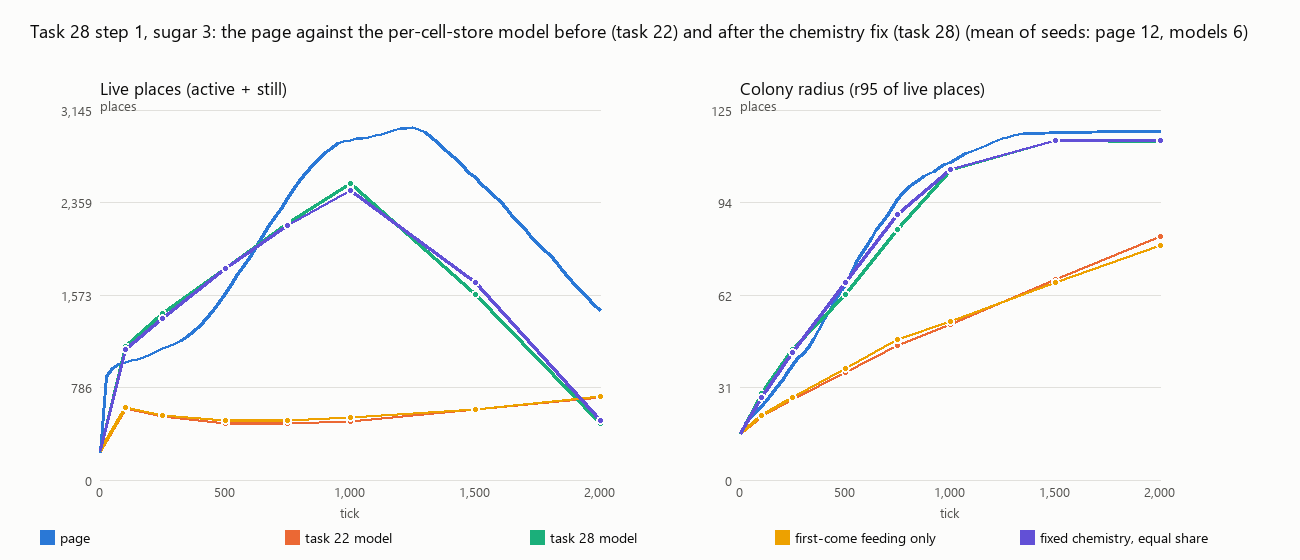 Task 28 step 1, sugar 3: the page against the per-cell-store model before (task 22) and after the chemistry fix (task 28) (mean of seeds: page 12, models 6)
Live places (active + still)
places
3,145
2,359
1,573
786
0
0 500 1,000 1,500 2,000
tick
Colony radius (r95 of live places)
places
125
94
62
31
0
0 500 1,000 1,500 2,000
tick
page task 22 model task 28 model first-come feeding only fixed chemistry, equal share